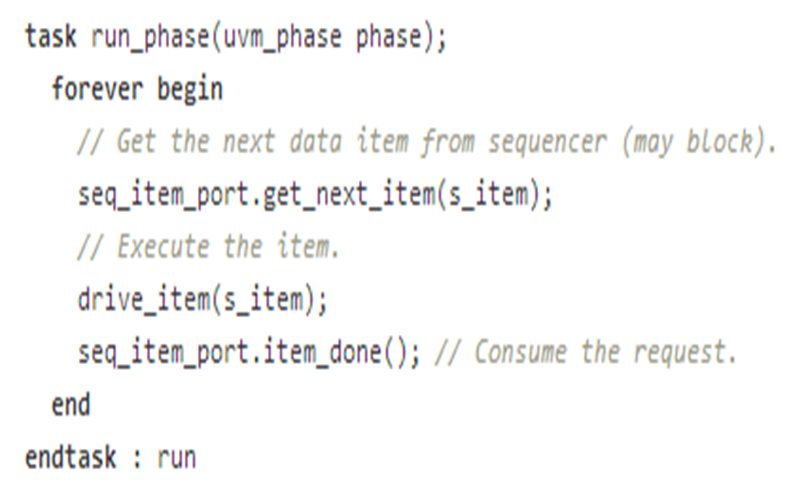 task run_phase(uvm_phase phase);
forever begin
// Get the next data item from sequencer (may block).
seq_item_port.get_next_item(s_item);
// Execute the item.
drive_item(s_item);
seq_item_port.item_done(); // Consume the request.
end
endtask : run